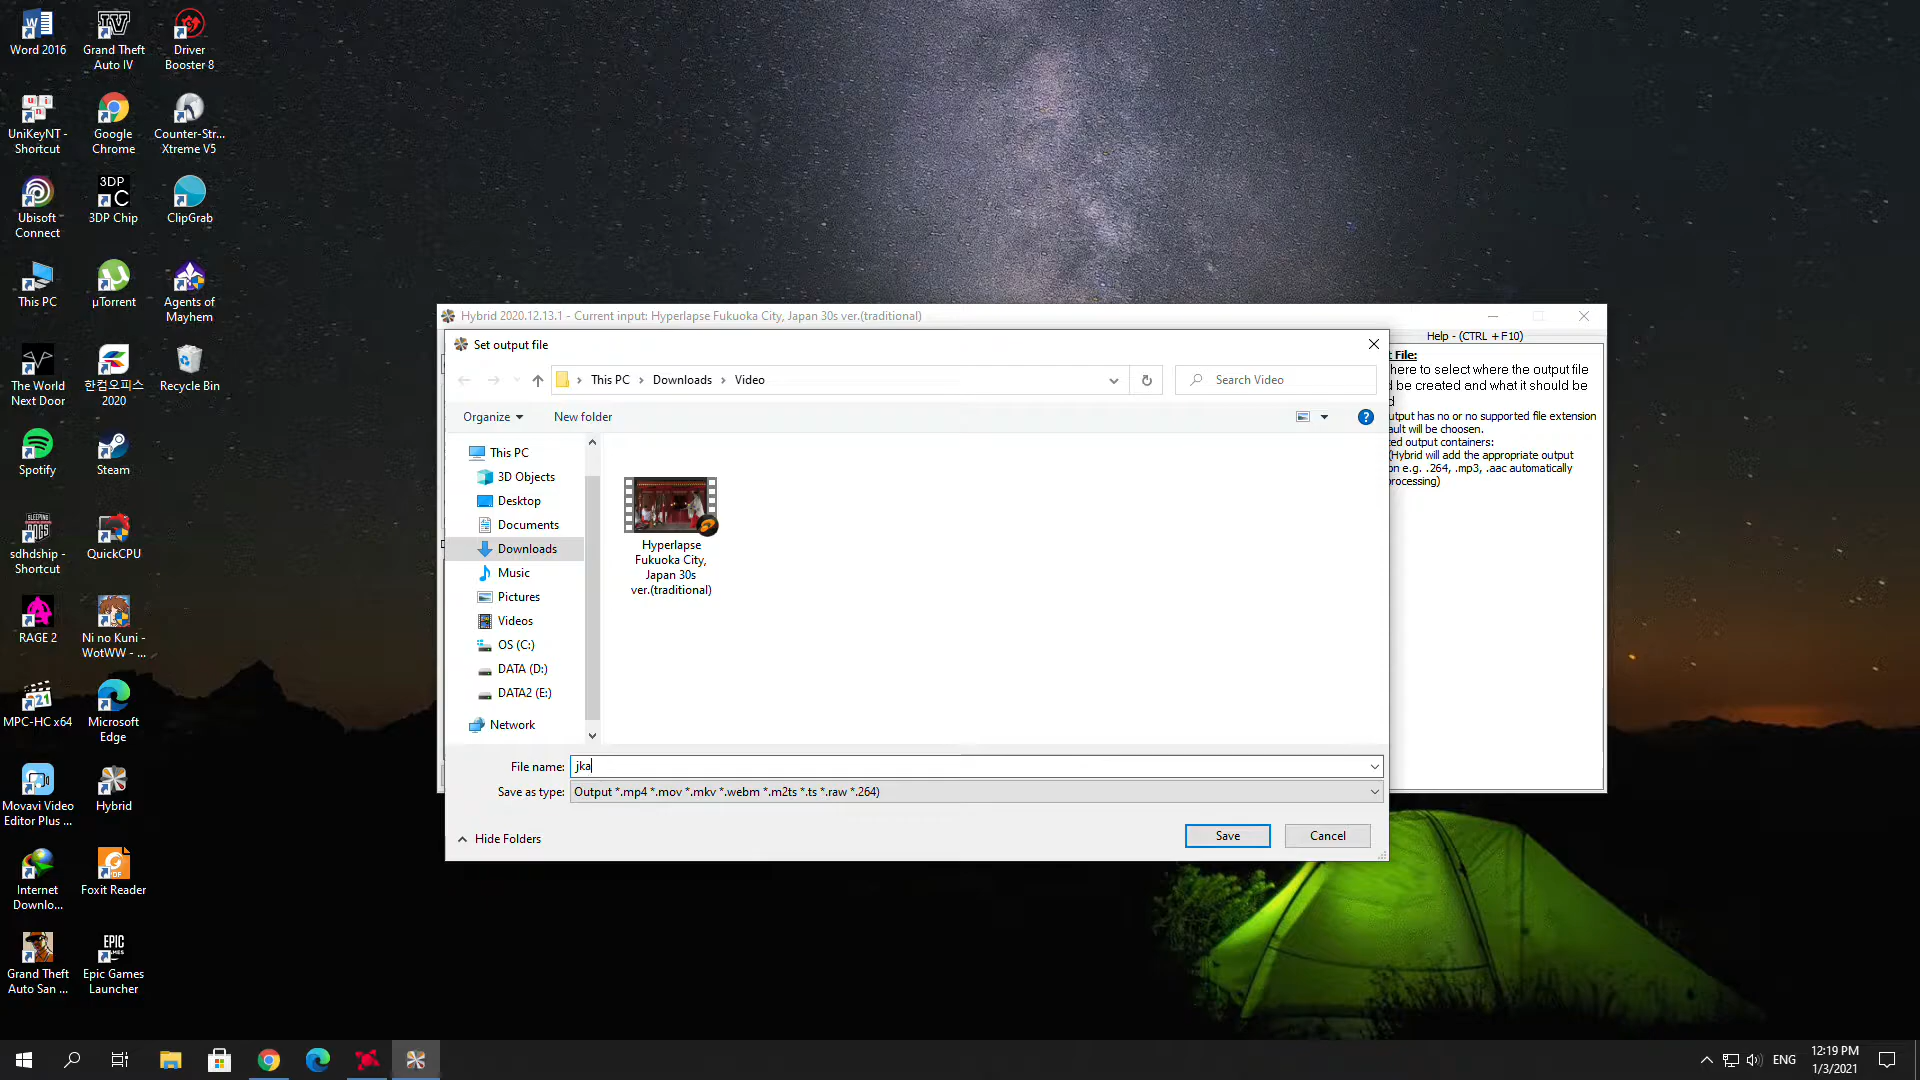 Word 2016
Grand Theft
Auto IV
Driver
Booster 8
UniKeyNT -
Shortcut
Google
Chrome
Counter-Str...
Xtreme V5
Ubisoft
Connect
3DP
C
3DP Chip
ClipGrab
This PC
µTorrent
Agents of
Mayhem
The World
Next Door
한컴오피스
2020
Recycle Bin
Spotify
Steam
SLEEPING
DOGS
sdhdship -
Shortcut
QuickCPU
RAGE 2
Ni no Kuni -
WotWW - ...
MPC-HC x64
Microsoft
Edge
Movavi Video
Editor Plus ...
Hybrid
Internet
Downlo...
Foxit Reader
Grand Theft
Auto San ...
EPIC
GAMES
Epic Games
Launcher
Hybrid 2020.12.13.1 - Current input: Hyperlapse Fukuoka City, Japan 30s ver.(traditional)
Help - (CTRL + F10)
Set output file
This PC > Downloads > Video
Search Video
Organize
New folder
This PC
3D Objects
Desktop
Documents
Downloads
Music
Pictures
Videos
OS (C:)
DATA (D:)
DATA2 (E:)
Network
Hyperlapse
Fukuoka City,
Japan 30s
ver.(traditional)
File name: jka
Save as type: Output *.mp4 *.mov *.mkv *.webm *.m2ts *.ts *.raw *.264)
Hide Folders
Save
Cancel
t File:
here to select where the output file
d be created and what it should be
d
utput has no or no supported file extension
ault will be choosen.
ted output containers:
(Hybrid will add the appropriate output
on e.g. .264, .mp3, .aac automatically
processing)
ENG
12:19 PM
1/3/2021